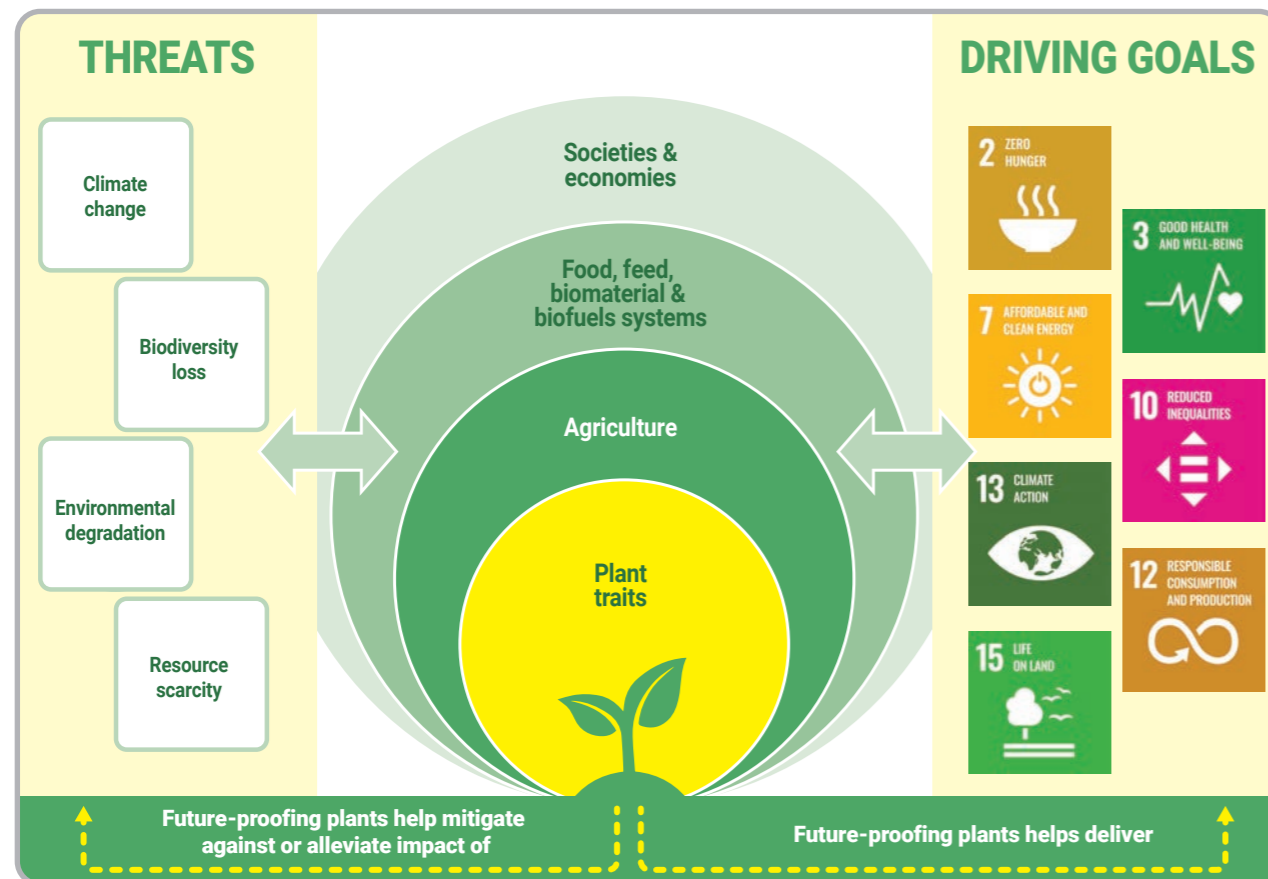 THREATS
Climate
change
Biodiversity
loss
Environmental
degradation
Resource
scarcity
Societies &
economies
Food, feed,
biomaterial &
biofuels systems
Agriculture
Plant
traits
DRIVING GOALS
2 ZERO
HUNGER
3 GOOD HEALTH
AND WELL-BEING
7 AFFORDABLE AND
CLEAN ENERGY
10 REDUCED
INEQUALITIES
13 CLIMATE
ACTION
12 RESPONSIBLE
CONSUMPTION
AND PRODUCTION
15 LIFE
ON LAND
Future-proofing plants help mitigate
against or alleviate impact of
Future-proofing plants helps deliver